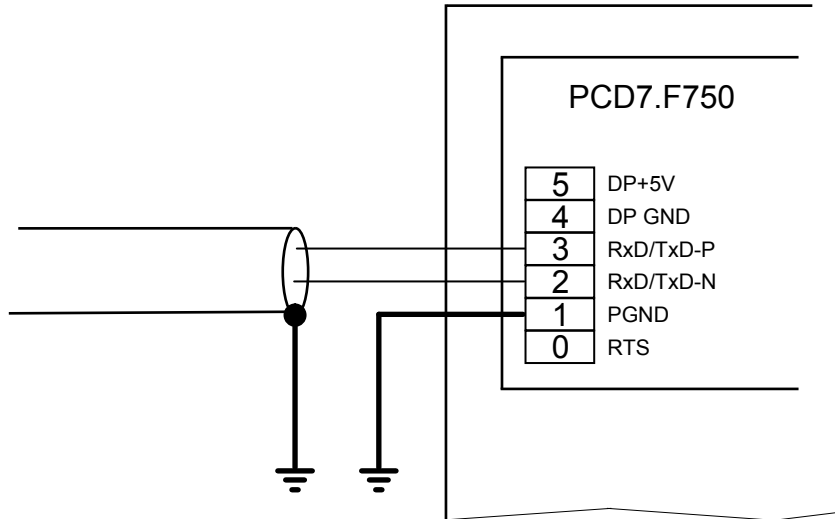 PCD7.F750
5 DP+5V
4 DP GND
3 RxD/TxD-P
2 RxD/TxD-N
1 PGND
0 RTS